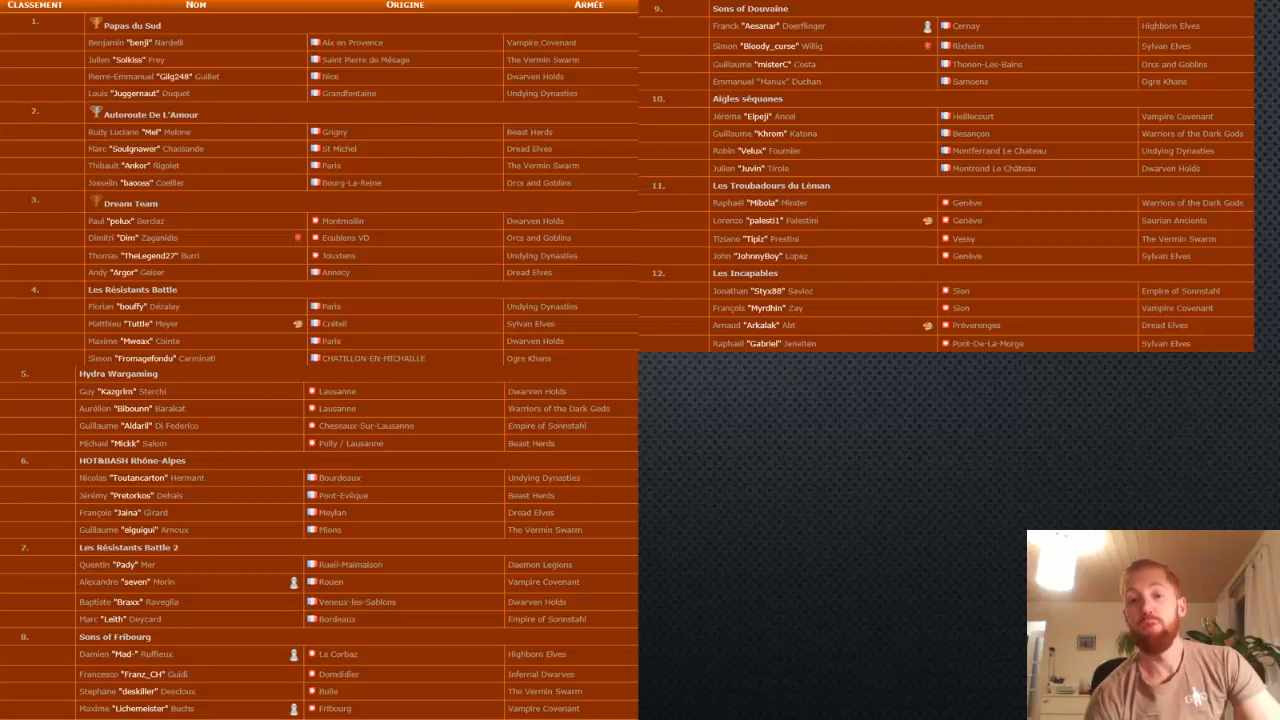 CLASSEMENT NOM ORIGINE ARMÉE
1. Papas du Sud
Benjamin "benji" Nardelli Aix en Provence Vampire Covenant
Julien "Solkiss" Frey Saint Pierre de Mésage The Vermin Swarm
Pierre-Emmanuel "Gilg248" Guillet Nice Dwarven Holds
Louis "Juggernaut" Duquet Grandfontaine Undying Dynasties
2. Autoroute De L'Amour
Rudy Luciano "Mel" Melone Grigny Beast Herds
Marc "Soulgnawer" Chassande St Michel Dread Elves
Thibault "Ankor" Rigolet Paris The Vermin Swarm
Josselin "baooss" Coellier Bourg-La-Reine Orcs and Goblins
3. Dream Team
Paul "polux" Berclaz Montmollin Dwarven Holds
Dimitri "Dim" Zaganidis Ecublens VD Orcs and Goblins
Thomas "TheLegend27" Burri Jouxtens Undying Dynasties
Andy "Argor" Geiser Annecy Dread Elves
4. Les Résistants Battle
Florian "bouffy" Dézalay Paris Undying Dynasties
Matthieu "Tuttle" Meyer Créteil Sylvan Elves
Maxime "Mweax" Cointe Paris Dwarven Holds
Simon "Fromagefondu" Carminati CHATILLON-EN-MICHAILLE Ogre Khans
5. Hydra Wargaming
Guy "Kazgrim" Sterchi Lausanne Dwarven Holds
Aurélien "Bibounn" Barakat Lausanne Warriors of the Dark Gods
Guillaume "Aldaril" Di Federico Cheseaux-Sur-Lausanne Empire of Sonnstahl
Michael "Mickk" Salom Pully / Lausanne Beast Herds
6. HOT&BASH Rhône-Alpes
Nicolas "Toutancarton" Hermant Bourdeaux Undying Dynasties
Jérémy "Pretorkos" Dehais Pont-Evêque Beast Herds
François "Jaina" Girard Meylan Dread Elves
Guillaume "elguigui" Arnoux Mions The Vermin Swarm
7. Les Résistants Battle 2
Quentin "Pady" Mer Rueil-Malmaison Daemon Legions
Alexandre "seven" Morin Rouen Vampire Covenant
Baptiste "Braxx" Raveglia Veneux-les-Sablons Dwarven Holds
Marc "Leith" Deycard Bordeaux Empire of Sonnstahl
8. Sons of Fribourg
Damien "Mad-" Ruffieux La Corbaz Highborn Elves
Francesco "Franz_CH" Guidi Domdidier Infernal Dwarves
Stephane "deskiller" Descloux Bulle The Vermin Swarm
Maxime "Lichemeister" Buchs Fribourg Vampire Covenant
9. Sons of Douvaine
Franck "Aesanar" Doerflinger Cernay Highborn Elves
Simon "Bloody_curse" Willig Rixheim Sylvan Elves
Guillaume "misterC" Costa Thonon-Les-Bains Orcs and Goblins
Emmanuel "Manux" Duchan Samoens Ogre Khans
10. Aigles séquanes
Jérome "Elpeji" Ancel Heillecourt Vampire Covenant
Guillaume "Khrom" Katona Besançon Warriors of the Dark Gods
Robin "Velux" Fournier Montferrand Le Chateau Undying Dynasties
Julien "Juvin" Tirole Montrond Le Château Dwarven Holds
11. Les Troubadours du Léman
Raphaël "Mibola" Minder Genève Warriors of the Dark Gods
Lorenzo "palesti1" Palestini Genève Saurian Ancients
Tiziano "Tipiz" Prestini Vessy The Vermin Swarm
John "JohnnyBoy" Lopez Genève Sylvan Elves
12. Les Incapables
Jonathan "Styx88" Savioz Sion Empire of Sonnstahl
François "Myrdhin" Zay Sion Vampire Covenant
Arnaud "Arkalak" Abt Préverenges Dread Elves
Raphaël "Gabriel" Jenelten Pont-De-La-Morge Sylvan Elves